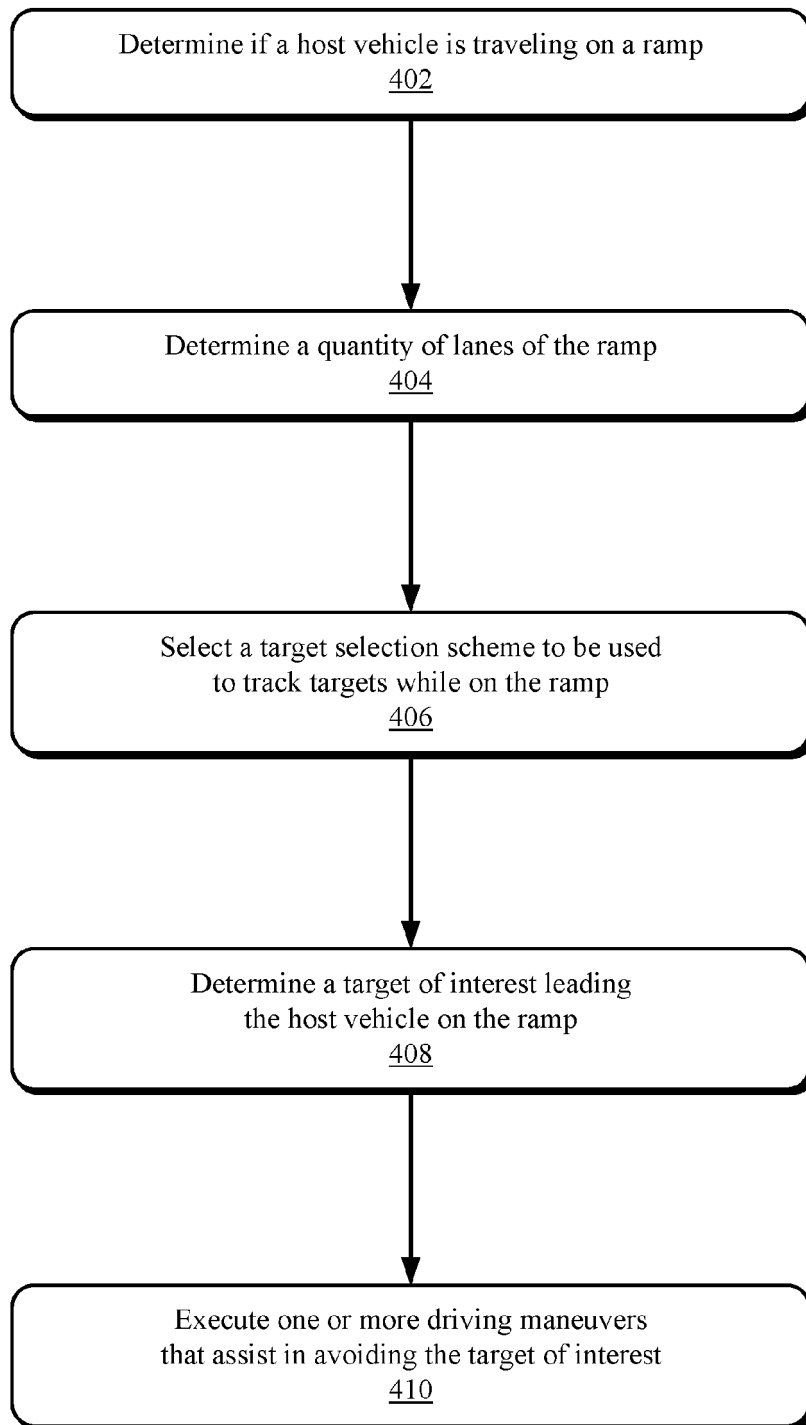 Determine if a host vehicle is traveling on a ramp
402
Determine a quantity of lanes of the ramp
404
Select a target selection scheme to be used
to track targets while on the ramp
406
Determine a target of interest leading
the host vehicle on the ramp
408
Execute one or more driving maneuvers
that assist in avoiding the target of interest
410